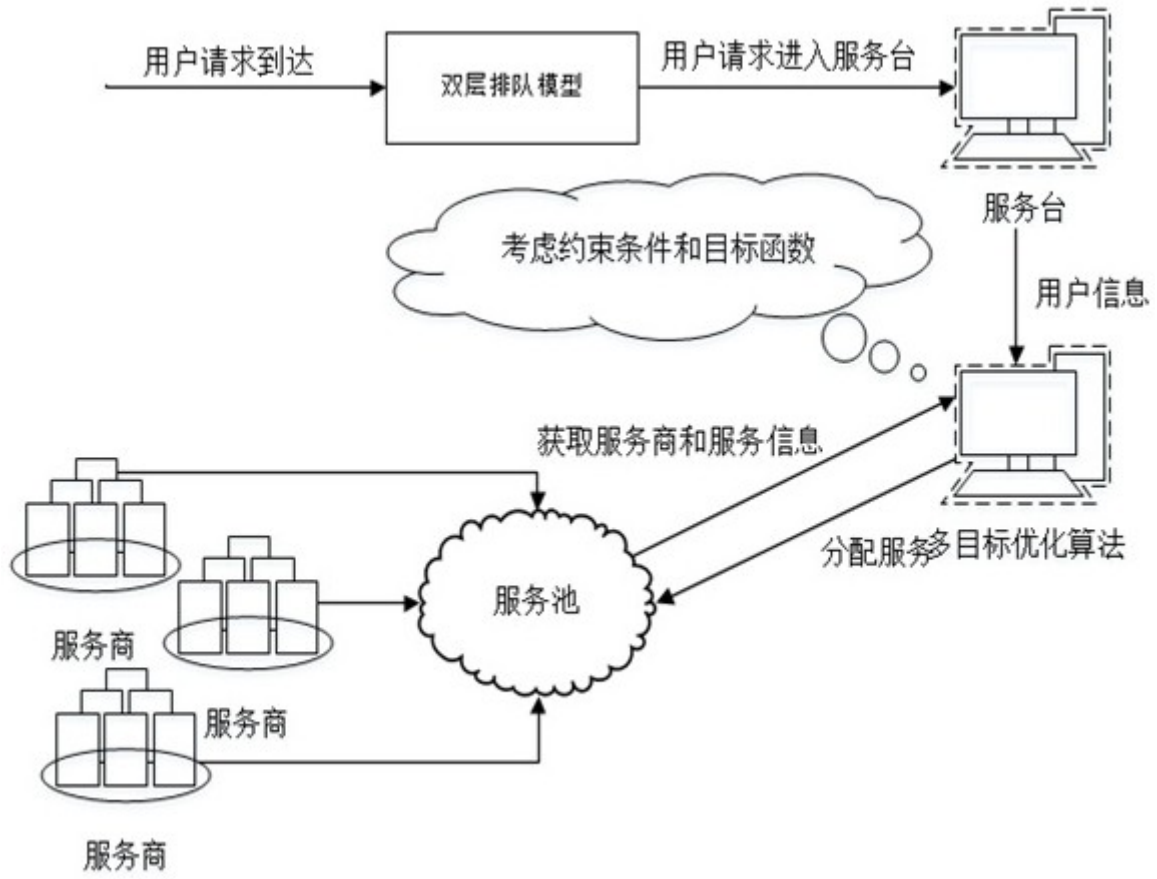 用户请求到达
双层排队模型
用户请求进入服务台
服务台
考虑约束条件和目标函数
用户信息
获取服务商和服务信息
分配服务
多目标优化算法
服务池
服务商
服务商
服务商